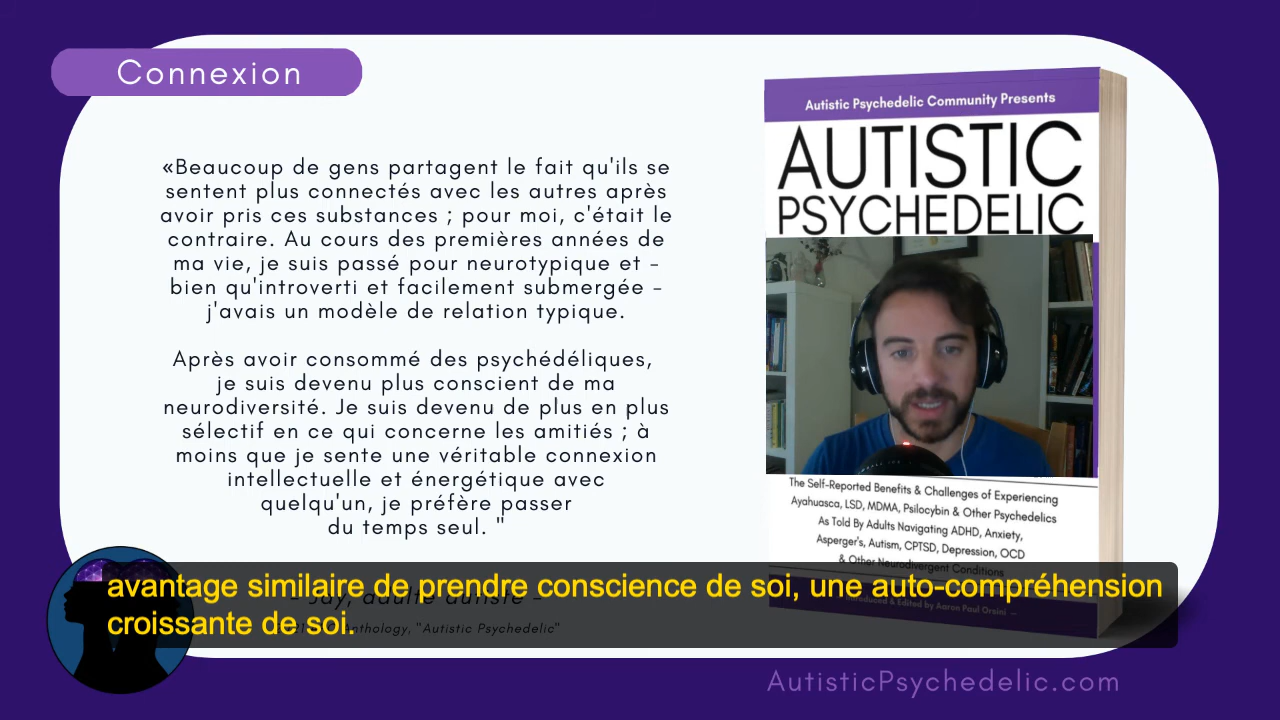 Connexion
«Beaucoup de gens partagent le fait qu'ils se
sentent plus connectés avec les autres après
avoir pris ces substances ; pour moi, c'était le
contraire. Au cours des premières années de
ma vie, je suis passé pour neurotypique et -
bien qu'introverti et facilement submergée -
j'avais un modèle de relation typique.
Après avoir consommé des psychédéliques,
je suis devenu plus conscient de ma
neurodiversité. Je suis devenu de plus en plus
sélectif en ce qui concerne les amitiés ; à
moins que je sente une véritable connexion
intellectuelle et énergétique avec
quelqu'un, je préfère passer
du temps seul. "
- Jay, adulte autiste -
anthology, "Autistic Psychedelic"
Autistic Psychedelic Community Presents
AUTISTIC
PSYCHEDELIC
The Self-Reported Benefits & Challenges of Experiencing
Ayahuasca, LSD, MDMA, Psilocybin & Other Psychedelics
As Told By Adults Navigating ADHD, Anxiety,
Asperger's, Autism, CPTSD, Depression, OCD
& Other Neurodivergent Conditions
Introduced & Edited by Aaron Paul Orsini
avantage similaire de prendre conscience de soi, une auto-compréhension
croissante de soi.
AutisticPsychedelic.com